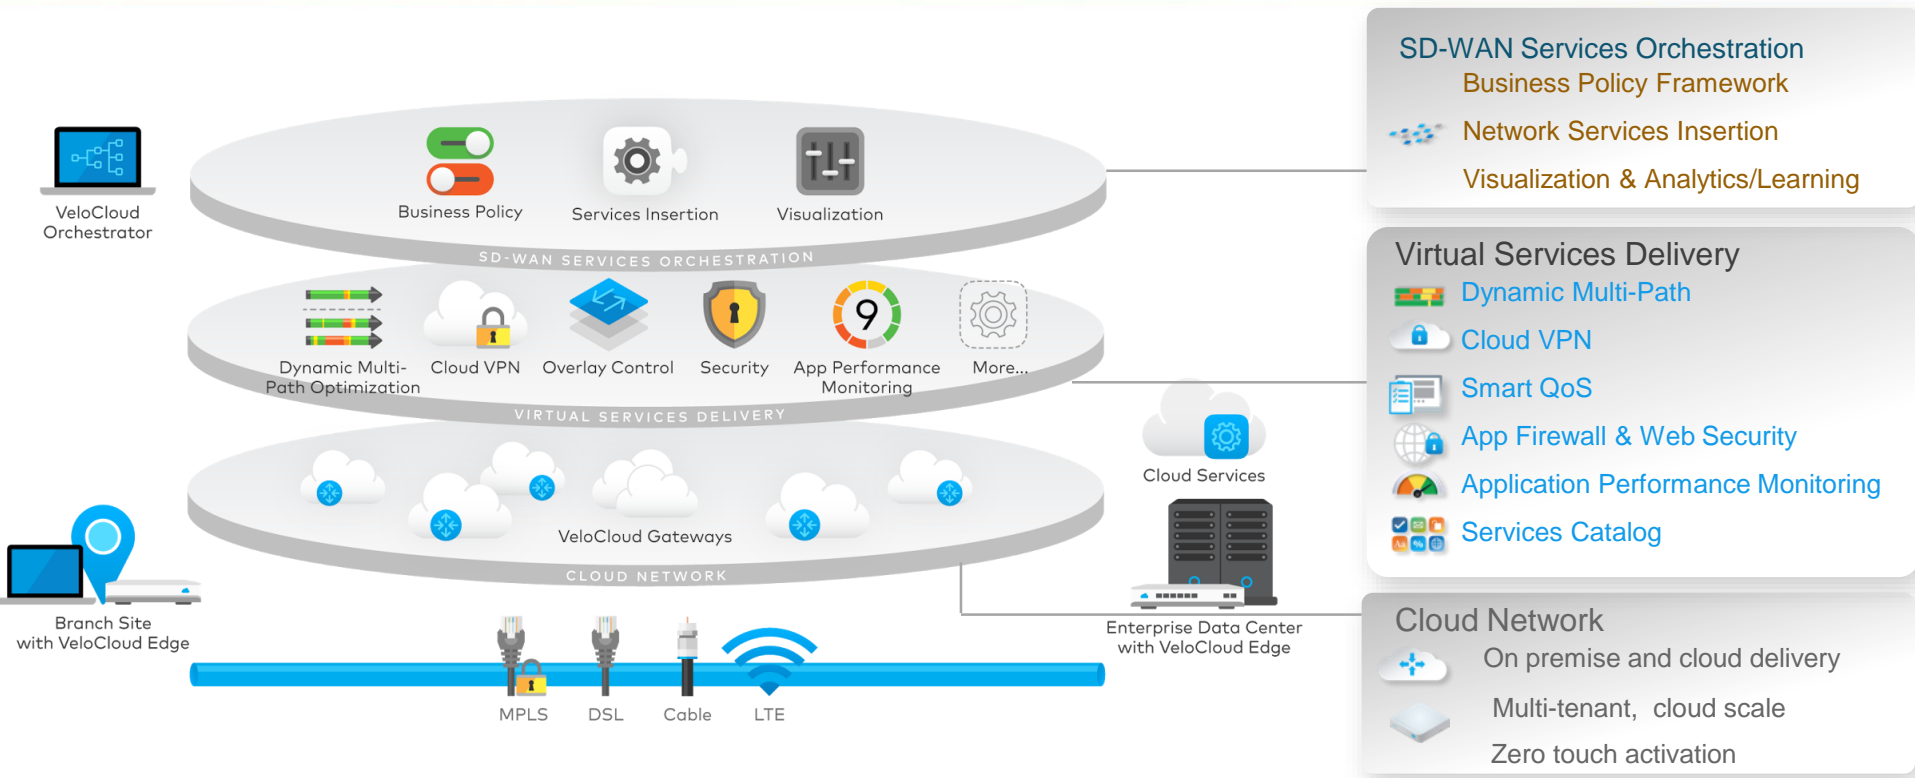 SD-WAN Services Orchestration
Business Policy Framework
Network Services Insertion
Visualization & Analytics/Learning
VeloCloud
Orchestrator
Business Policy
Services Insertion
Visualization
SD-WAN SERVICES ORCHESTRATION
Virtual Services Delivery
Dynamic Multi-Path
Cloud VPN
Smart QoS
App Firewall & Web Security
Application Performance Monitoring
Services Catalog
Aa
%
9
Dynamic Multi-
Path Optimization
Cloud VPN
Overlay Control
Security
App Performance
Monitoring
More...
VIRTUAL SERVICES DELIVERY
Cloud Services
VeloCloud Gateways
CLOUD NETWORK
Branch Site
with VeloCloud Edge
Enterprise Data Center
with VeloCloud Edge
MPLS
DSL
Cable
LTE
Cloud Network
On premise and cloud delivery
Multi-tenant, cloud scale
Zero touch activation